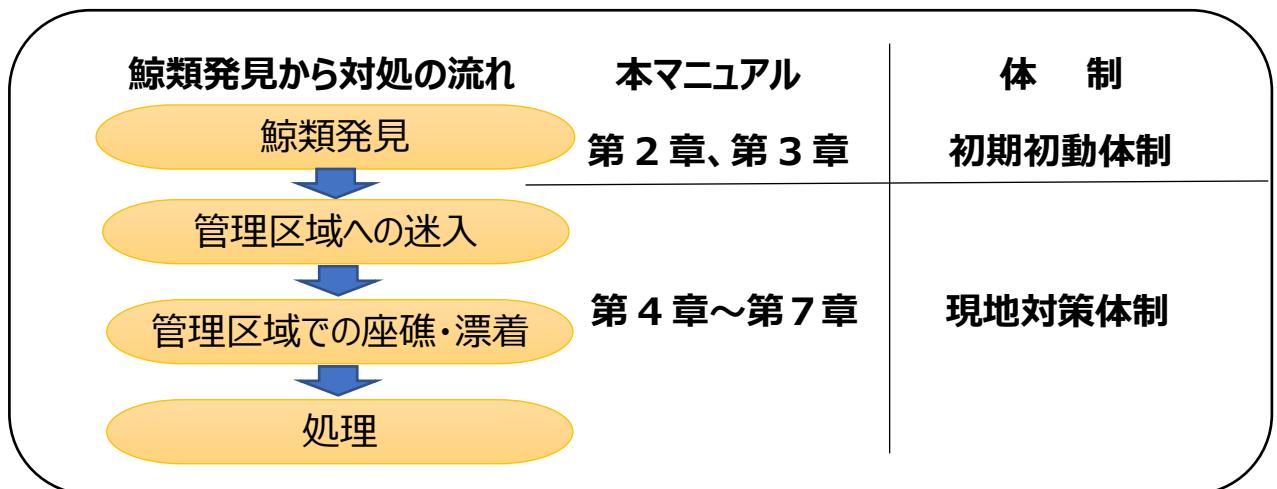 鯨類発見から対処の流れ 本マニュアル 体 制
鯨類発見 第2章、第3章 初期初動体制
管理区域への迷入
管理区域での座礁・漂着 第4章～第7章 現地対策体制
処理